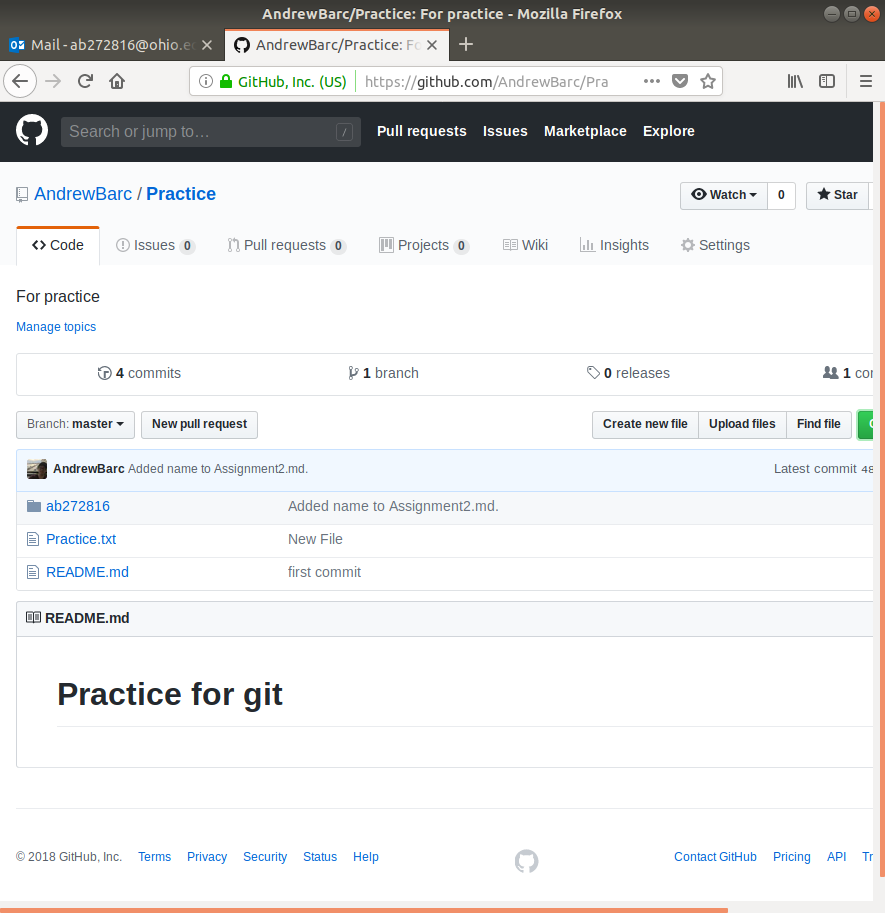 AndrewBarc/Practice: For practice - Mozilla Firefox
Mail - ab272816@ohio.e
AndrewBarc/Practice: Fo
GitHub, Inc. (US) https://github.com/AndrewBarc/Pra
Search or jump to… / Pull requests Issues Marketplace Explore
AndrewBarc / Practice Watch 0 Star
Code Issues 0 Pull requests 0 Projects 0 Wiki Insights Settings
For practice
Manage topics
4 commits 1 branch 0 releases 1 con
Branch: master New pull request Create new file Upload files Find file
AndrewBarc Added name to Assignment2.md. Latest commit 48
ab272816 Added name to Assignment2.md.
Practice.txt New File
README.md first commit
README.md
Practice for git
© 2018 GitHub, Inc. Terms Privacy Security Status Help Contact GitHub Pricing API Tr